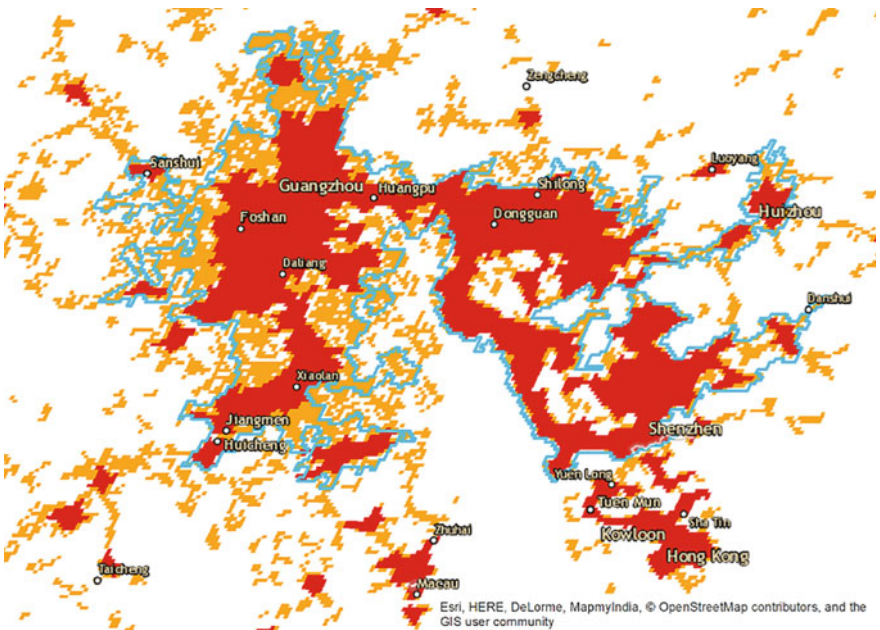 Zengcheng
Sanshui
Luoyang
Guangzhou
Huangpu
Shilong
Huizhou
Foshan
Dongguan
Daliang
Danshui
Xiaolan
Jiangmen
Huicheng
Shenzhen
Yuen Long
Tuen Mun
Sha Tin
Kowloon
Zhuhai
Hong Kong
Taicheng
Macau
Esri, HERE, DeLorme, MapmyIndia, © OpenStreetMap contributors, and the
GIS user community